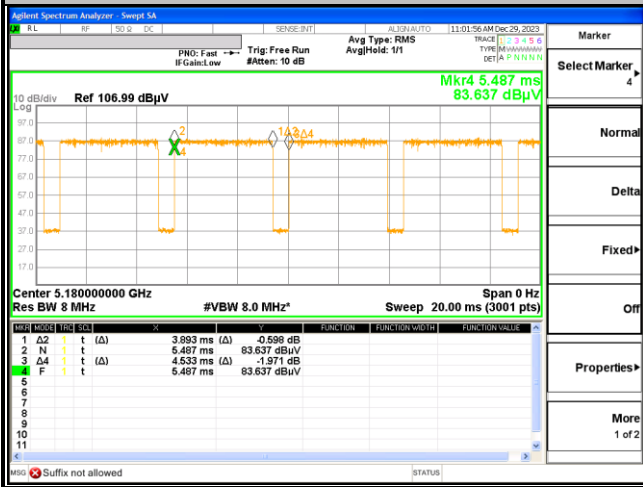 Agilent Spectrum Analyzer - Swept SA
RL RF 50 Ω DC SENSE:INT ALIGNAUTO 11:01:56 AM Dec 29, 2023
PNO: Fast Trig: Free Run Avg Type: RMS TRACE 1 2 3 4 5 6
IFGain:Low #Atten: 10 dB Avg|Hold: 1/1 TYPE M
DET A P N N N N
Mkr4 5.487 ms
83.637 dBµV
10 dB/div Ref 106.99 dBµV
Log
97.0
87.0
77.0
67.0
57.0
47.0
37.0
27.0
17.0
2
4
1Δ2
3Δ4
Center 5.180000000 GHz Span 0 Hz
Res BW 8 MHz #VBW 8.0 MHz* Sweep 20.00 ms (3001 pts)
MKR MODE TRC SCL X Y FUNCTION FUNCTION WIDTH FUNCTION VALUE
1 Δ2 1 t (Δ) 3.893 ms (Δ) -0.598 dB
2 N 1 t 5.487 ms 83.637 dBµV
3 Δ4 1 t (Δ) 4.533 ms (Δ) -1.971 dB
4 F 1 t 5.487 ms 83.637 dBµV
5
6
7
8
9
10
11
MSG Suffix not allowed STATUS
Marker
Select Marker
4
Normal
Delta
Fixed
Off
Properties
More
1 of 2